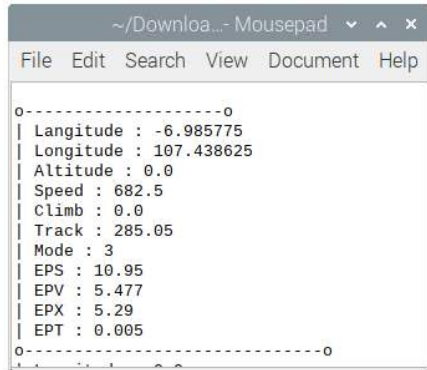 ~/Downloa...- Mousepad
File Edit Search View Document Help
o--------------------o
| Langitude : -6.985775
| Longitude : 107.438625
| Altitude : 0.0
| Speed : 682.5
| Climb : 0.0
| Track : 285.05
| Mode : 3
| EPS : 10.95
| EPV : 5.477
| EPX : 5.29
| EPT : 0.005
o------------------------------o